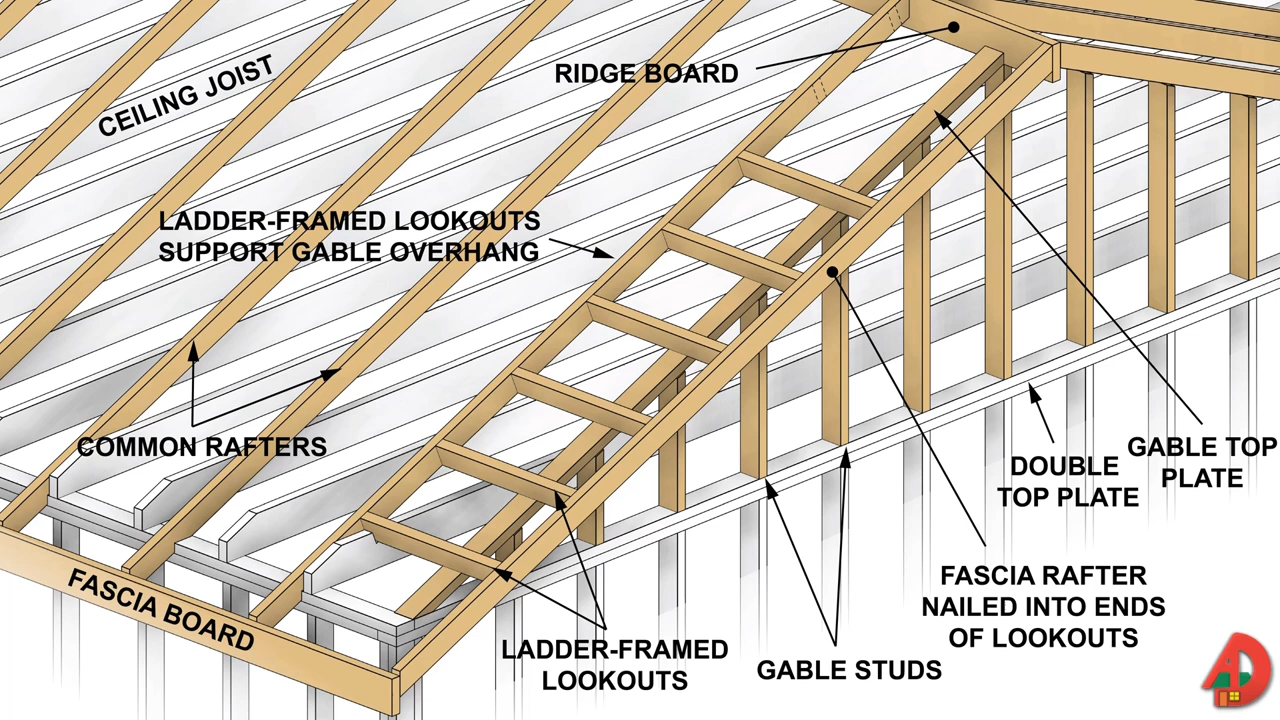 CEILING JOIST
RIDGE BOARD
LADDER-FRAMED LOOKOUTS
SUPPORT GABLE OVERHANG
COMMON RAFTERS
GABLE TOP
PLATE
DOUBLE
TOP PLATE
FASCIA BOARD
FASCIA RAFTER
NAILED INTO ENDS
OF LOOKOUTS
LADDER-FRAMED
LOOKOUTS
GABLE STUDS
AD